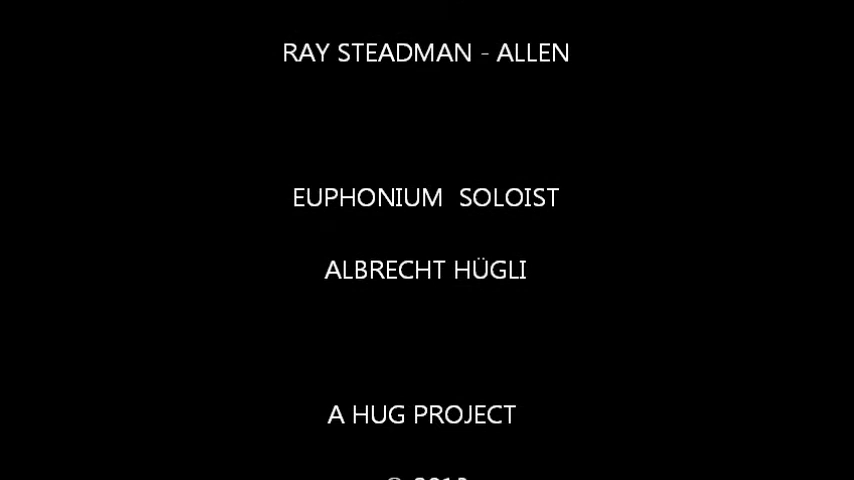 RAY STEADMAN - ALLEN
EUPHONIUM SOLOIST
ALBRECHT HÜGLI
A HUG PROJECT